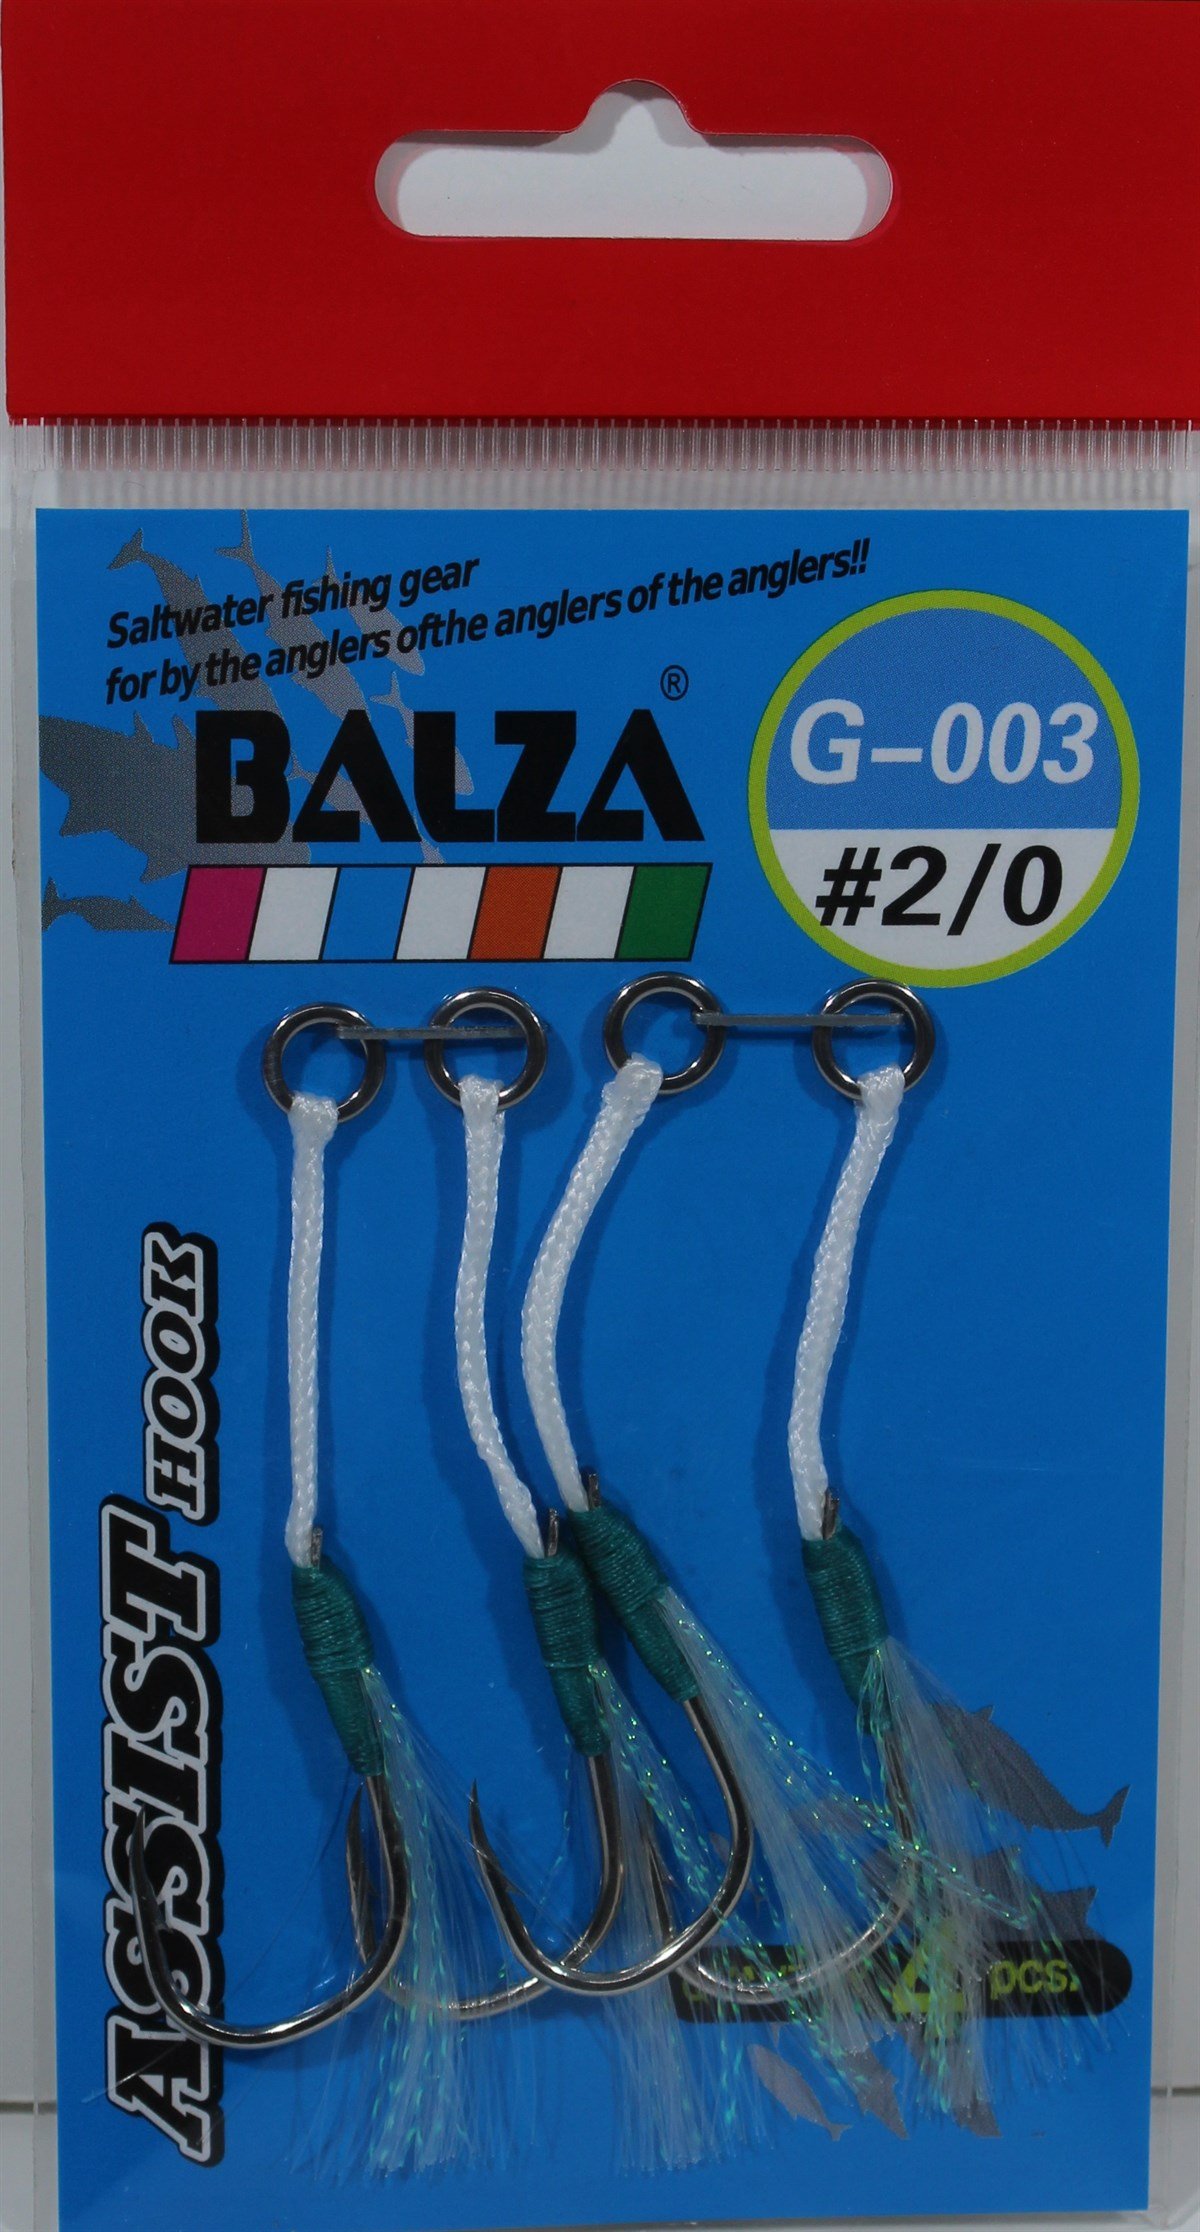 Saltwater fishing gear
for by the anglers ofthe anglers of the anglers!!
BALZA®
G-003
#2/0
ASSIST HOOK
4 pcs.